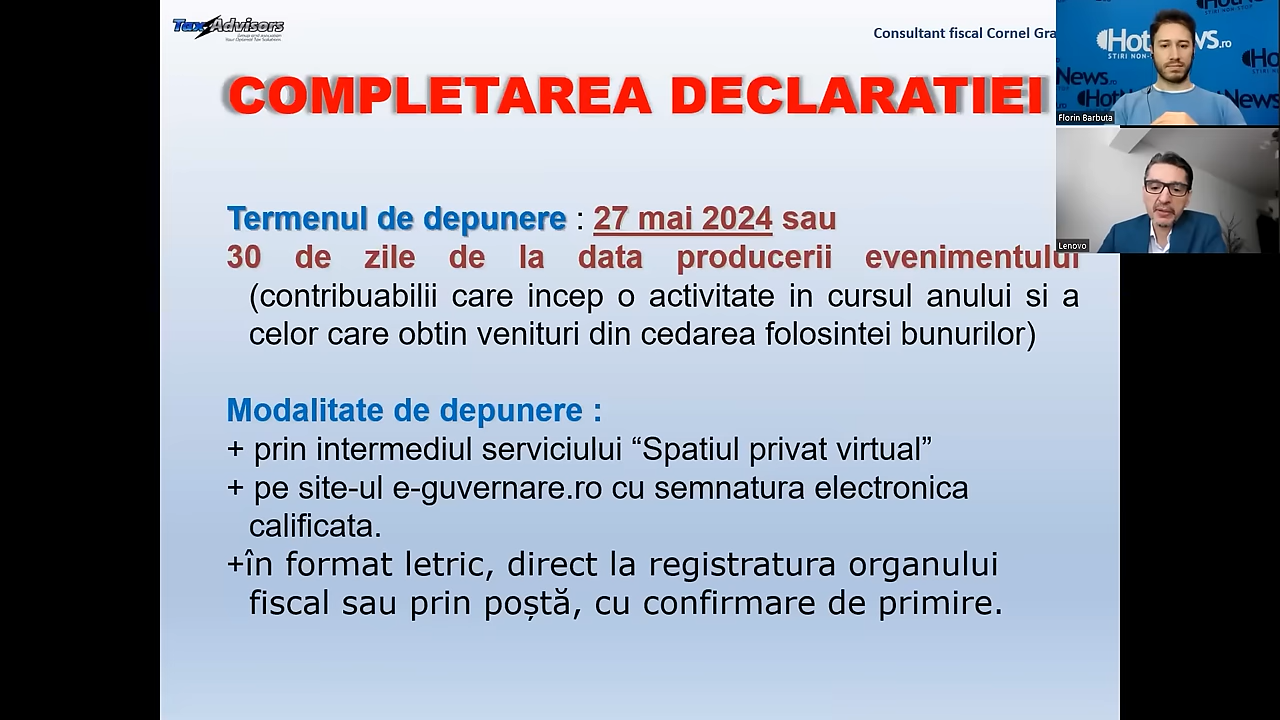 Tax Advisors
Consultant fiscal Cornel
COMPLETAREA DECLARATIEI
Termenul de depunere : 27 mai 2024 sau
30 de zile de la data producerii evenimentului
(contribuabilii care incep o activitate in cursul anului si a
celor care obtin venituri din cedarea folosintei bunurilor)
Modalitate de depunere :
+ prin intermediul serviciului “Spatiul privat virtual”
+ pe site-ul e-guvernare.ro cu semnatura electronica
calificata.
+în format letric, direct la registratura organului
fiscal sau prin poștă, cu confirmare de primire.
News
Florin Barbuta
Lenovo